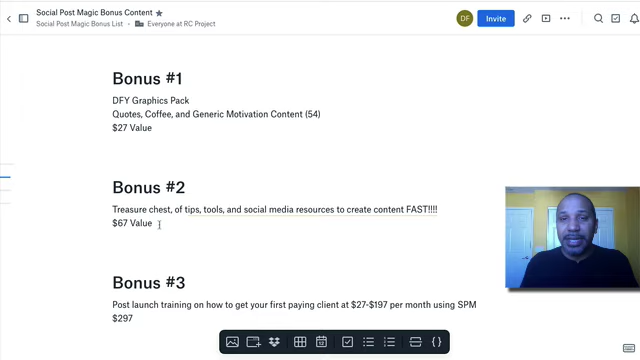 Social Post Magic Bonus Content
Social Post Magic Bonus List · Everyone at RC Project
DF
Invite
Bonus #1
DFY Graphics Pack
Quotes, Coffee, and Generic Motivation Content (54)
$27 Value
Bonus #2
Treasure chest, of tips, tools, and social media resources to create content FAST!!!!
$67 Value
Bonus #3
Post launch training on how to get your first paying client at $27-$197 per month using SPM
$297